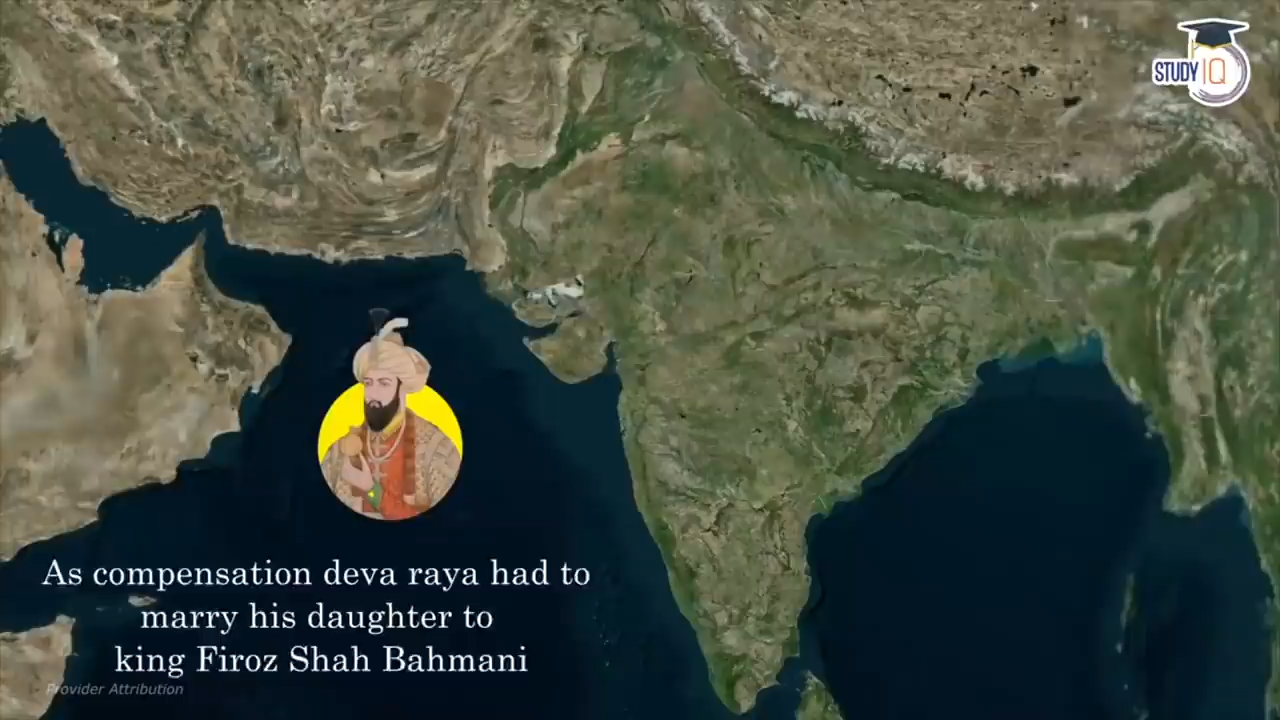 STUDY IQ
As compensation deva raya had to
marry his daughter to
king Firoz Shah Bahmani
Provider Attribution